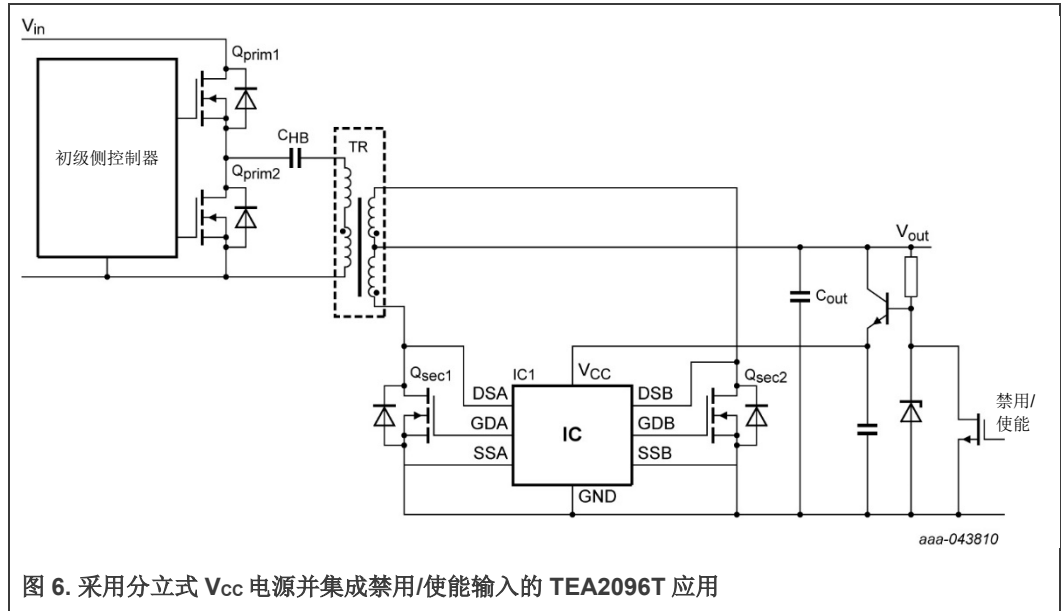 Vin
Qprim1
初级侧控制器
CHB
TR
Qprim2
Vout
Cout
Qsec1
IC1
VCC
Qsec2
DSA
DSB
GDA
IC
GDB
SSA
SSB
GND
禁用/
使能
aaa-043810
图 6. 采用分立式 VCC 电源并集成禁用/使能输入的 TEA2096T 应用